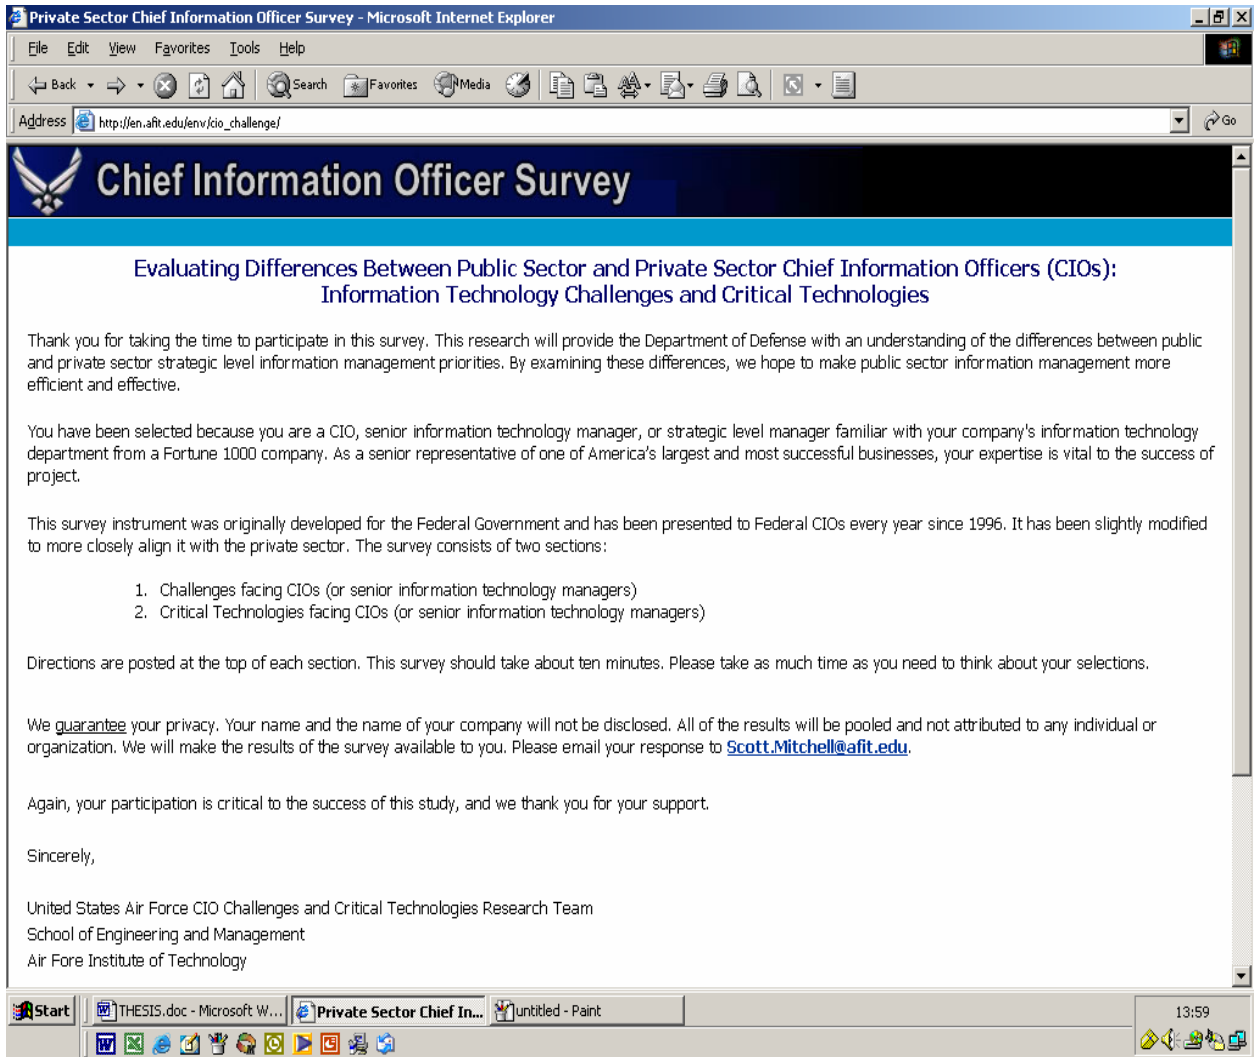 Private Sector Chief Information Officer Survey - Microsoft Internet Explorer
File Edit View Favorites Tools Help
Back Search Favorites Media
Address http://en.afit.edu/env/cio_challenge/ Go
Chief Information Officer Survey
Evaluating Differences Between Public Sector and Private Sector Chief Information Officers (CIOs):
Information Technology Challenges and Critical Technologies
Thank you for taking the time to participate in this survey. This research will provide the Department of Defense with an understanding of the differences between public
and private sector strategic level information management priorities. By examining these differences, we hope to make public sector information management more
efficient and effective.
You have been selected because you are a CIO, senior information technology manager, or strategic level manager familiar with your company's information technology
department from a Fortune 1000 company. As a senior representative of one of America's largest and most successful businesses, your expertise is vital to the success of
project.
This survey instrument was originally developed for the Federal Government and has been presented to Federal CIOs every year since 1996. It has been slightly modified
to more closely align it with the private sector. The survey consists of two sections:
1. Challenges facing CIOs (or senior information technology managers)
2. Critical Technologies facing CIOs (or senior information technology managers)
Directions are posted at the top of each section. This survey should take about ten minutes. Please take as much time as you need to think about your selections.
We guarantee your privacy. Your name and the name of your company will not be disclosed. All of the results will be pooled and not attributed to any individual or
organization. We will make the results of the survey available to you. Please email your response to Scott.Mitchell@afit.edu.
Again, your participation is critical to the success of this study, and we thank you for your support.
Sincerely,
United States Air Force CIO Challenges and Critical Technologies Research Team
School of Engineering and Management
Air Fore Institute of Technology
Start THESIS.doc - Microsoft W... Private Sector Chief In... untitled - Paint 13:59